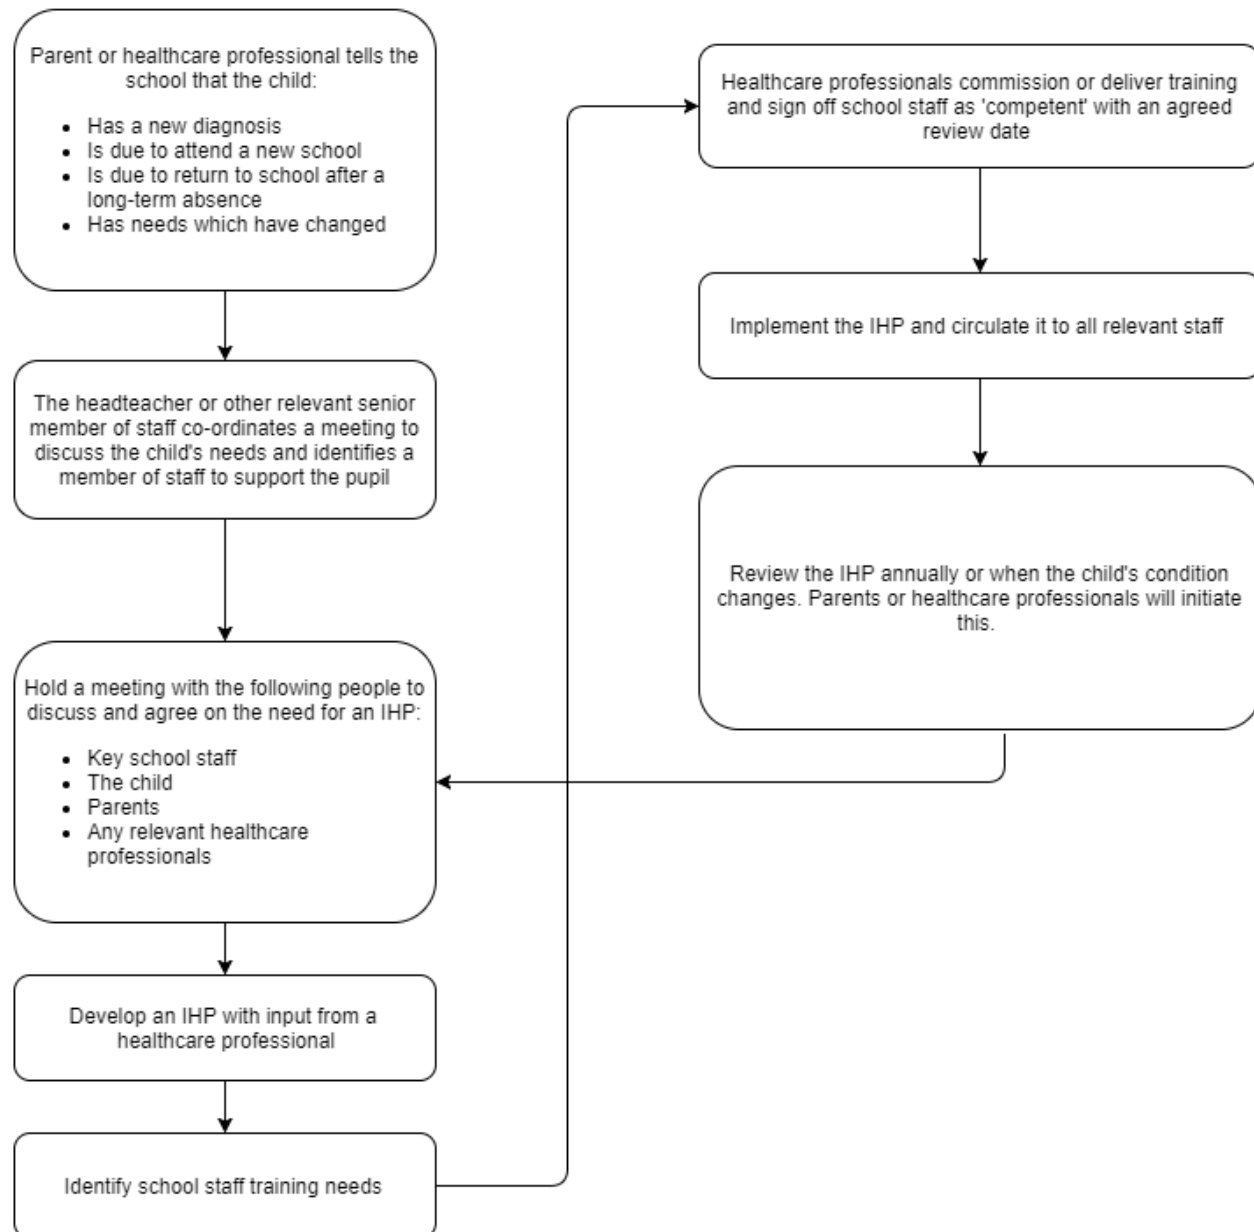 Parent or healthcare professional tells the
school that the child:
• Has a new diagnosis
• Is due to attend a new school
• Is due to return to school after a
long-term absence
• Has needs which have changed
The headteacher or other relevant senior
member of staff co-ordinates a meeting to
discuss the child's needs and identifies a
member of staff to support the pupil
Hold a meeting with the following people to
discuss and agree on the need for an IHP:
• Key school staff
• The child
• Parents
• Any relevant healthcare
professionals
Develop an IHP with input from a
healthcare professional
Identify school staff training needs
Healthcare professionals commission or deliver training
and sign off school staff as 'competent' with an agreed
review date
Implement the IHP and circulate it to all relevant staff
Review the IHP annually or when the child's condition
changes. Parents or healthcare professionals will initiate
this.